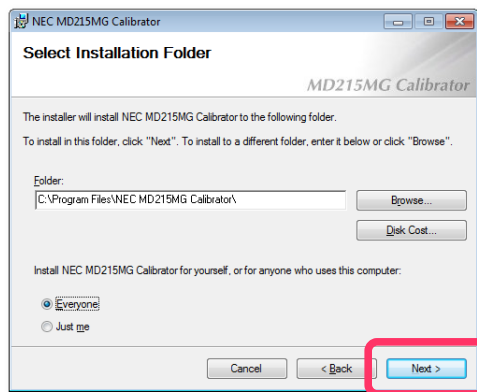 NEC MD215MG Calibrator
Select Installation Folder
MD215MG Calibrator
The installer will install NEC MD215MG Calibrator to the following folder.
To install in this folder, click "Next". To install to a different folder, enter it below or click "Browse".
Folder:
C:\Program Files\NEC MD215MG Calibrator\
Browse...
Disk Cost...
Install NEC MD215MG Calibrator for yourself, or for anyone who uses this computer:
Everyone
Just me
Cancel
< Back
Next >